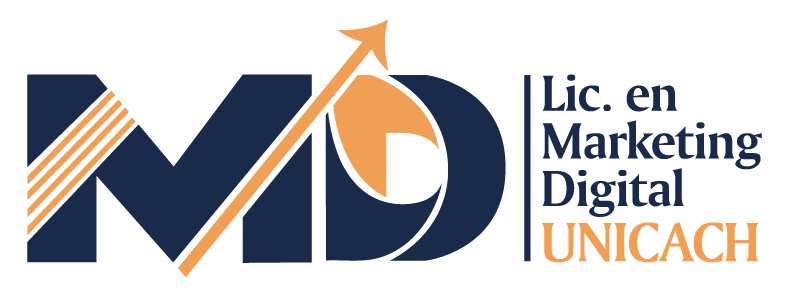 MD
Lic. en
Marketing
Digital
UNICACH